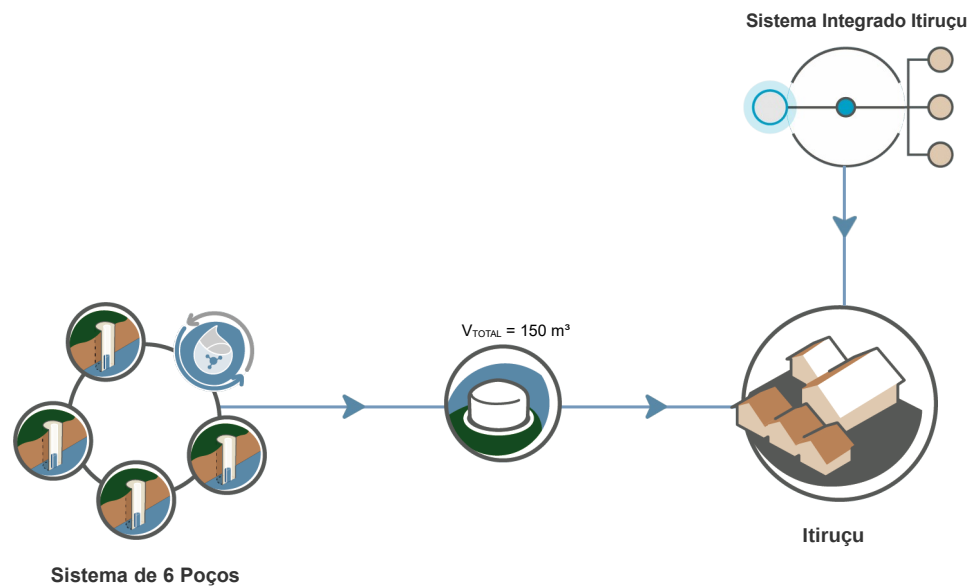 Sistema Integrado Itiruçu
VTOTAL = 150 m³
Itiruçu
Sistema de 6 Poços